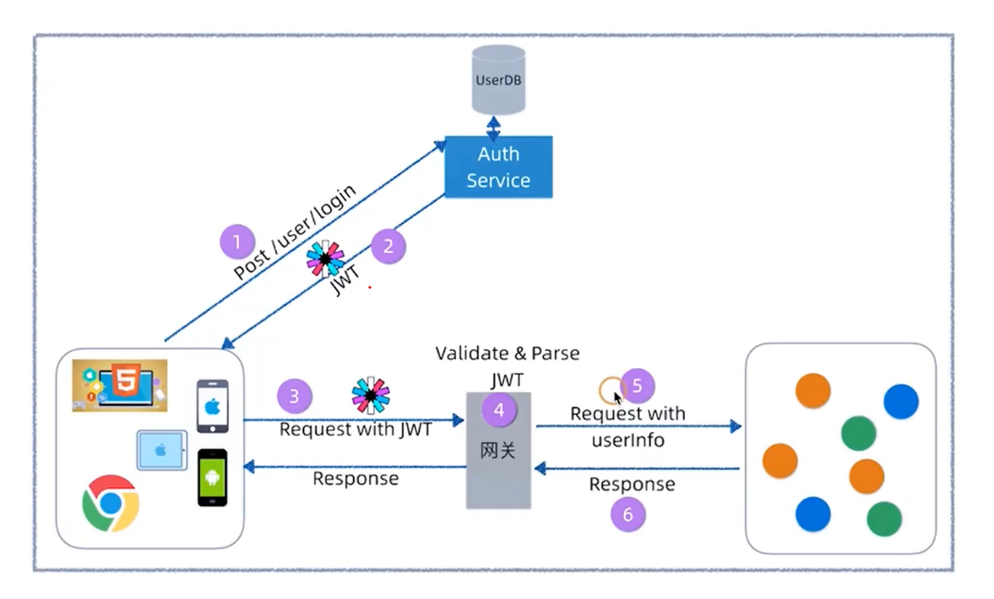 UserDB
Auth
Service
1
Post /user/login
2
JWT
Validate & Parse
JWT
3
4
5
Request with JWT
网关
Request with
userInfo
Response
Response
6
5